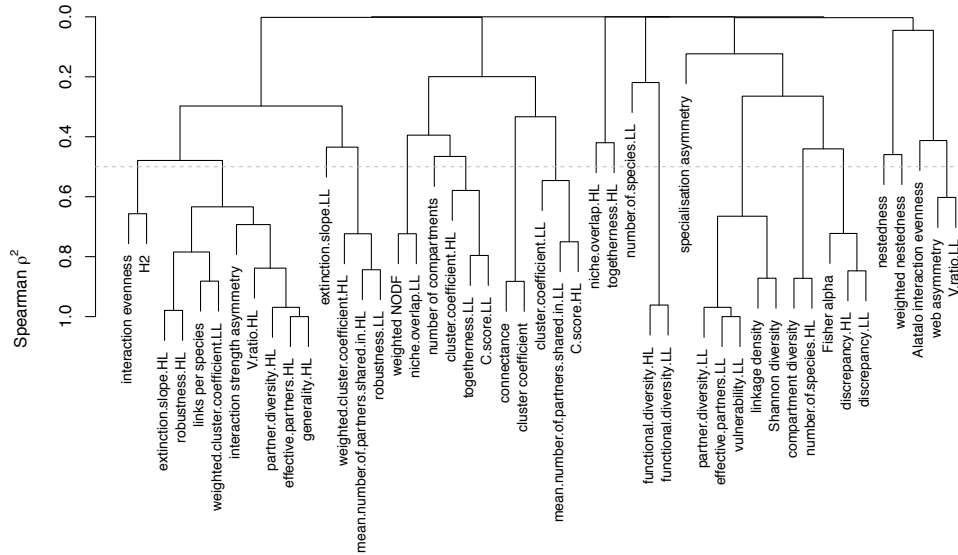 Spearman ρ2
0.0
0.2
0.4
0.6
0.8
1.0
interaction evenness
H2
extinction.slope.HL
robustness.HL
links per species
weighted.cluster.coefficient.LL
interaction strength asymmetry
V.ratio.HL
partner.diversity.HL
effective.partners.HL
generality.HL
extinction.slope.LL
weighted.cluster.coefficient.HL
mean.number.of.partners.shared.in.HL
robustness.LL
weighted NODF
niche.overlap.LL
number of compartments
cluster.coefficient.HL
togetherness.LL
C.score.LL
connectance
cluster coefficient
cluster.coefficient.LL
mean.number.of.partners.shared.in.LL
C.score.HL
niche.overlap.HL
togetherness.HL
number.of.species.LL
functional.diversity.HL
functional.diversity.LL
specialisation asymmetry
partner.diversity.LL
effective.partners.LL
vulnerability.LL
linkage density
Shannon diversity
compartment diversity
number.of.species.HL
Fisher alpha
discrepancy.HL
discrepancy.LL
nestedness
weighted nestedness
Alatalo interaction evenness
web asymmetry
V.ratio.LL